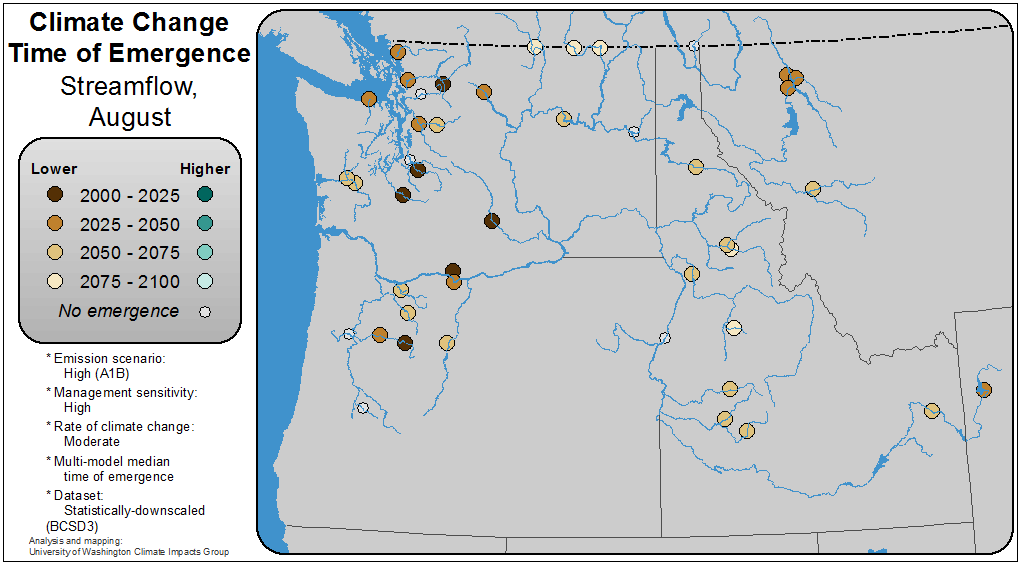 Climate Change
Time of Emergence
Streamflow,
August
Lower Higher
2000 - 2025
2025 - 2050
2050 - 2075
2075 - 2100
No emergence
* Emission scenario:
High (A1B)
* Management sensitivity:
High
* Rate of climate change:
Moderate
* Multi-model median
time of emergence
* Dataset:
Statistically-downscaled
(BCSD3)
Analysis and mapping:
University of Washington Climate Impacts Group